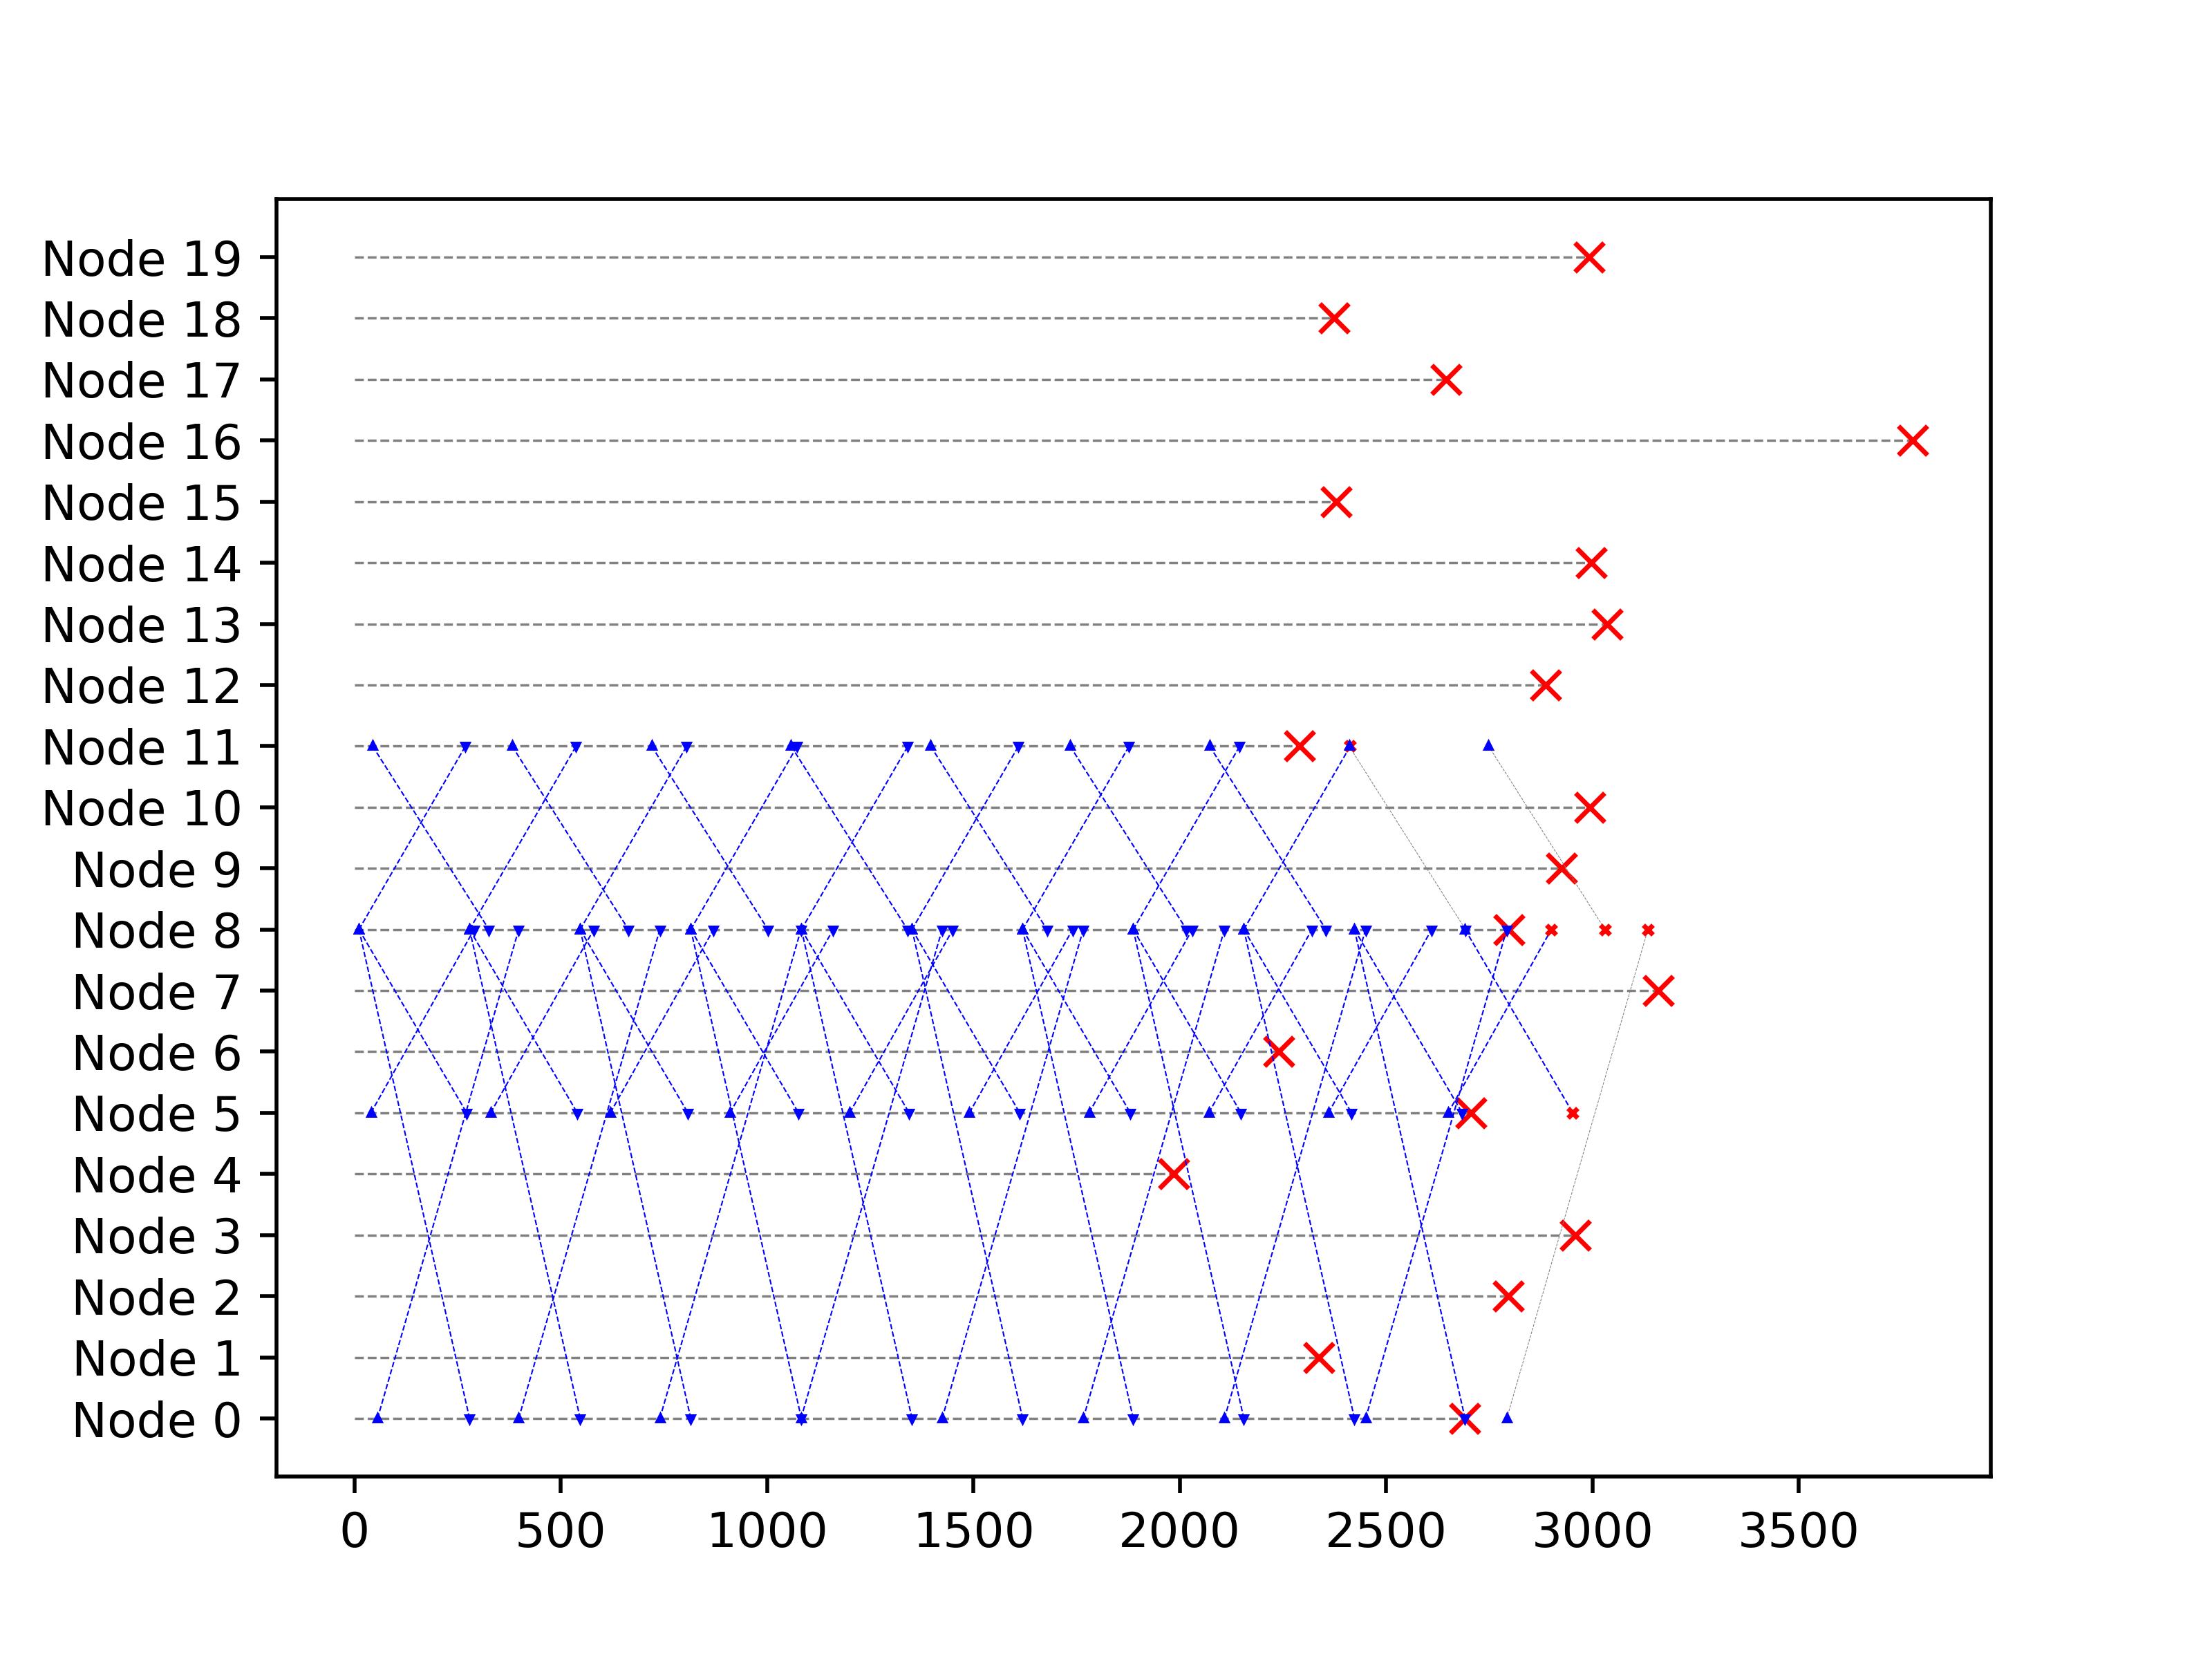 Node 19
Node 18
Node 17
Node 16
Node 15
Node 14
Node 13
Node 12
Node 11
Node 10
Node 9
Node 8
Node 7
Node 6
Node 5
Node 4
Node 3
Node 2
Node 1
Node 0
0 500 1000 1500 2000 2500 3000 3500